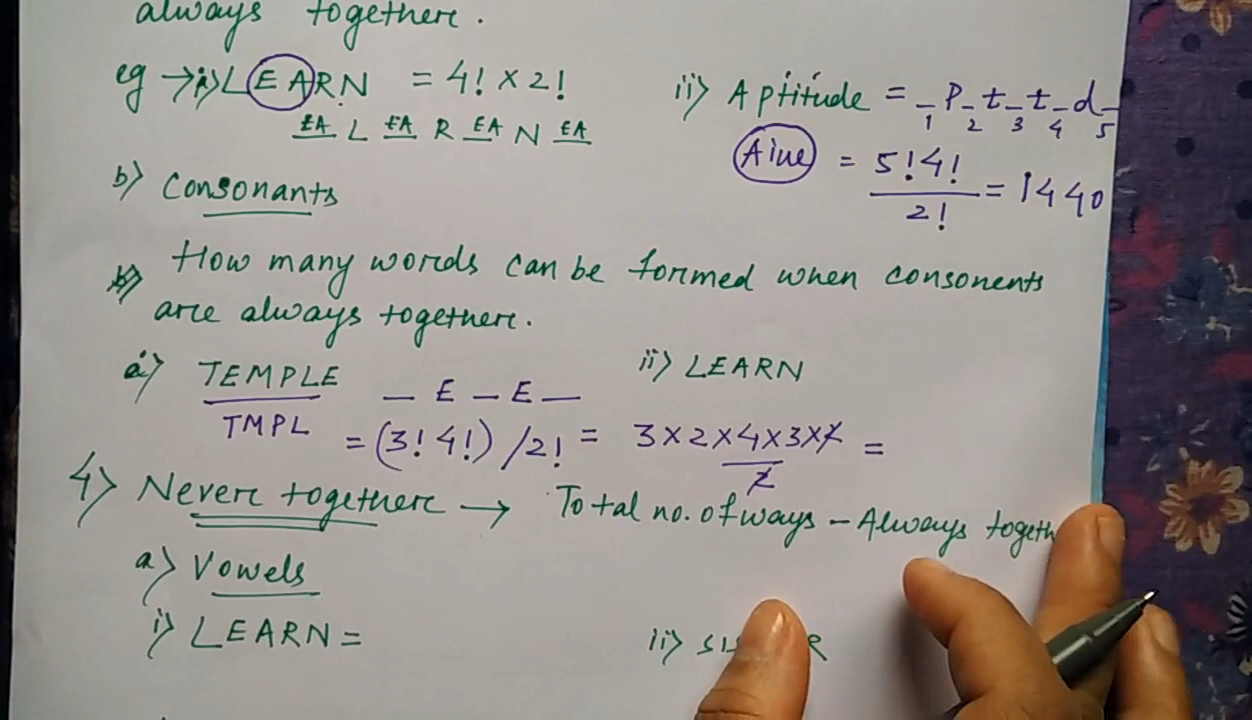 always together.
eg → i) LEARN = 4! × 2!
EA L EA R EA N EA
ii) Aptitude = _ P _ t _ t _ d _
1 2 3 4 5
Aiue = 5!4! / 2! = 1440
b) Consonants
How many words can be formed when consonents
are always together.
i) TEMPLE _ E _ E _
TMPL = (3! 4!) / 2! = 3×2×4×3×2 / 2 =
ii) LEARN
4) Never together → Total no. of ways – Always togeth
a) Vowels
i) LEARN =
ii)